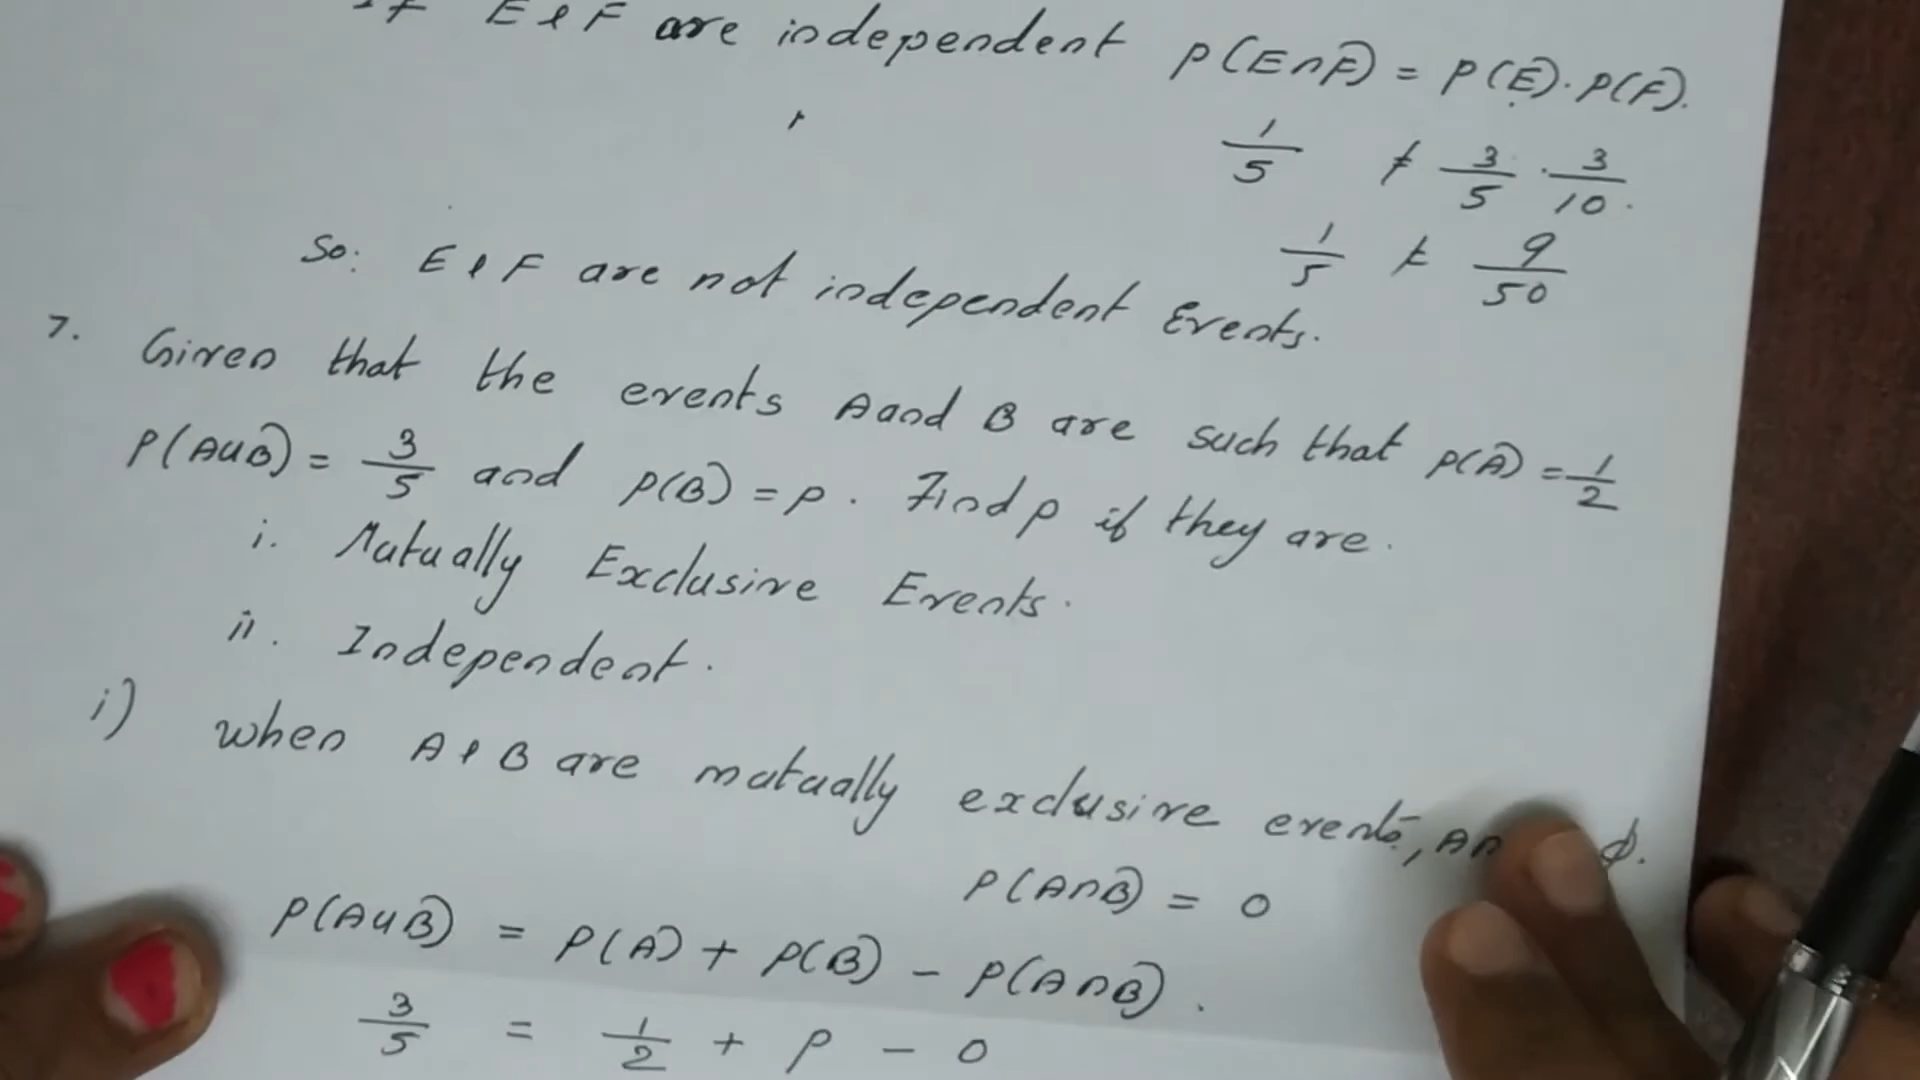 If E & F are independent P(E∩F) = P(E)·P(F).
1/5 ≠ 3/5 · 3/10.
1/5 ≠ 9/50
So: E & F are not independent Events.
7. Given that the events A and B are such that P(A) = 1/2
P(A∪B) = 3/5 and P(B) = p. Find p if they are.
i. Mutually Exclusive Events.
ii. Independent.
i) when A & B are mutually exclusive events, A∩ φ.
P(A∩B) = 0
P(A∪B) = P(A) + P(B) - P(A∩B).
3/5 = 1/2 + p - 0